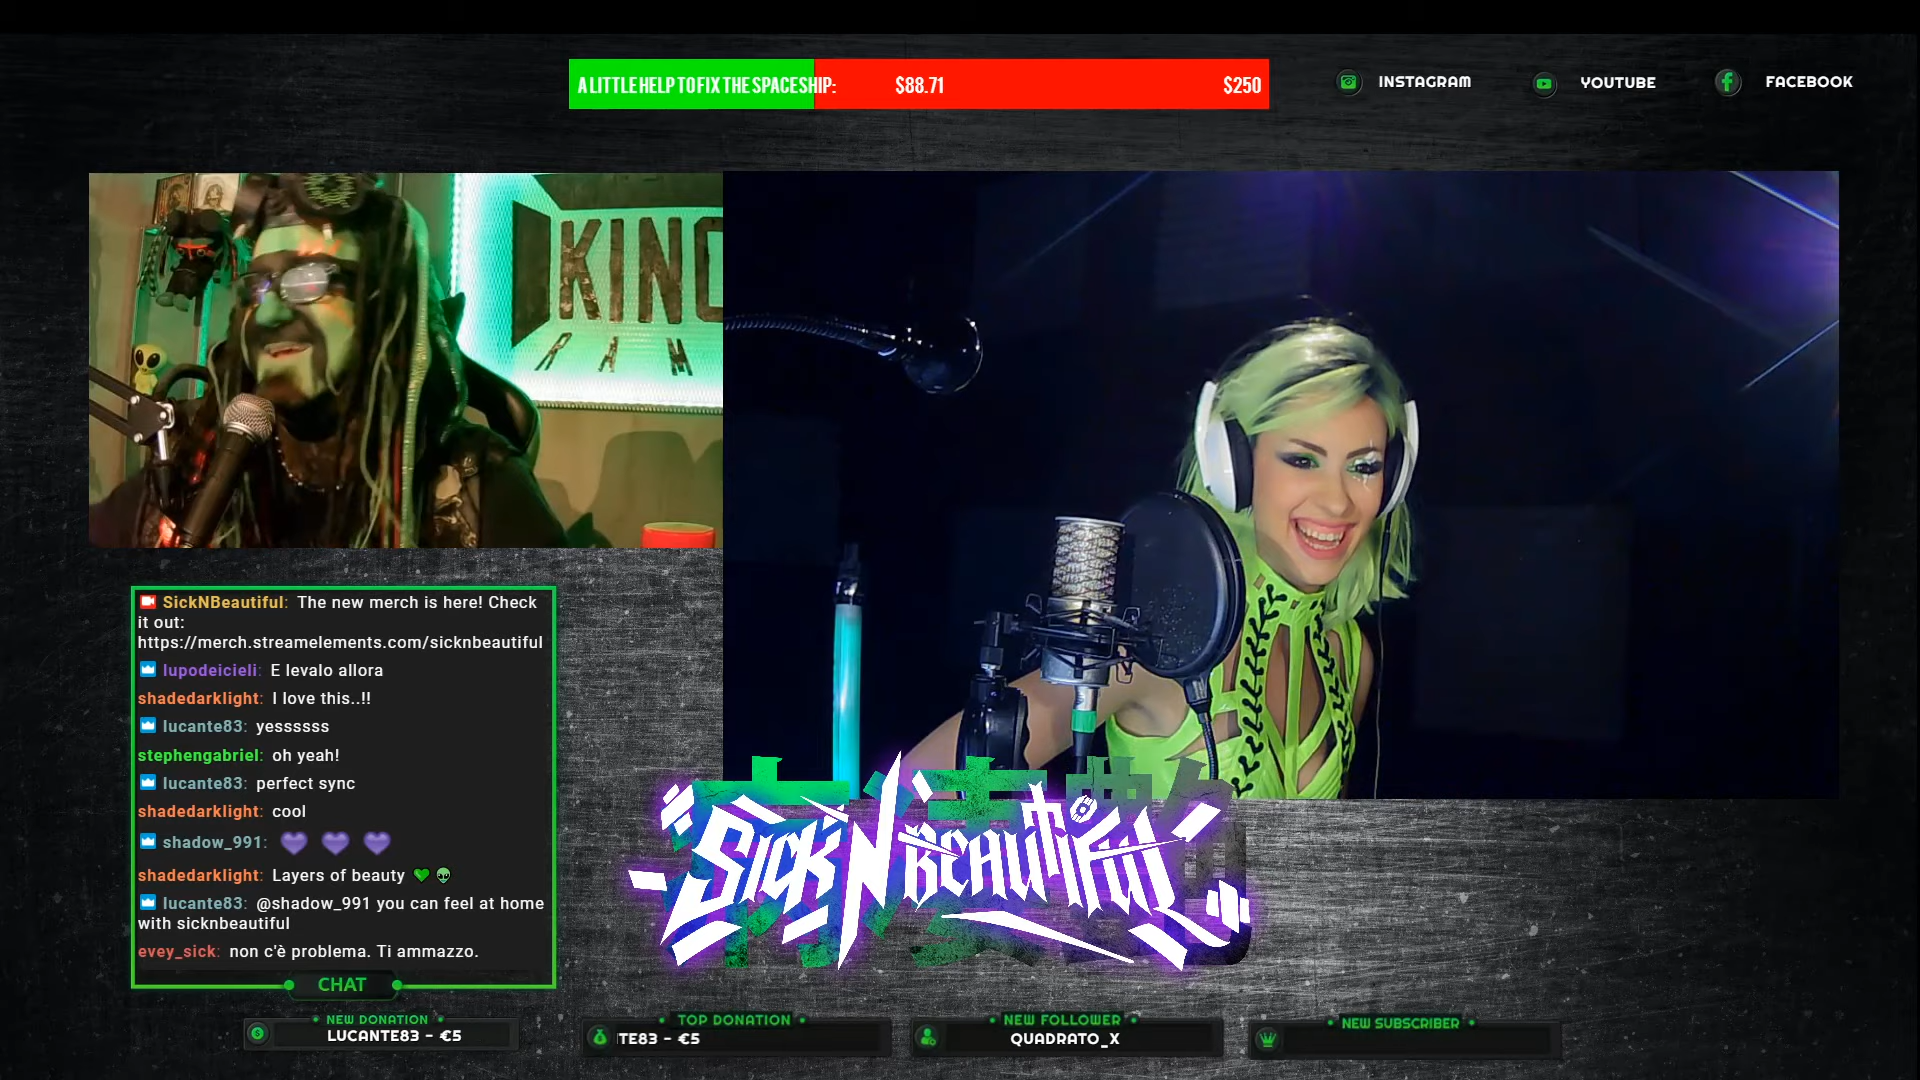 A LITTLE HELP TO FIX THE SPACESHIP: $88.71 $250
INSTAGRAM
YOUTUBE
FACEBOOK
KING
RAM
SickNBeautiful: The new merch is here! Check
it out:
https://merch.streamelements.com/sicknbeautiful
lupodeicieli: E levalo allora
shadedarklight: I love this..!!
lucante83: yessssss
stephengabriel: oh yeah!
lucante83: perfect sync
shadedarklight: cool
shadow_991: 💜 💜 💜
shadedarklight: Layers of beauty 💚 👽
lucante83: @shadow_991 you can feel at home
with sicknbeautiful
evey_sick: non c'è problema. Ti ammazzo.
CHAT
SICK N BEAUTIFUL
NEW DONATION
LUCANTE83 - €5
TOP DONATION
TE83 - €5
NEW FOLLOWER
QUADRATO_X
NEW SUBSCRIBER